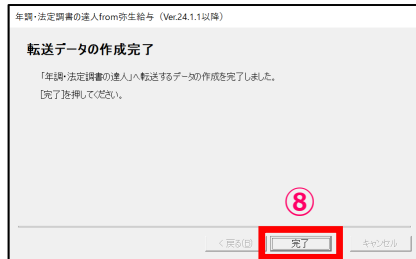 年調・法定調書の達人from弥生給与（Ver.24.1.1以降）
転送データの作成完了
「年調・法定調書の達人」へ転送するデータの作成を完了しました。
[完了]を押してください。
⑧
< 戻る(B)
完了
キャンセル